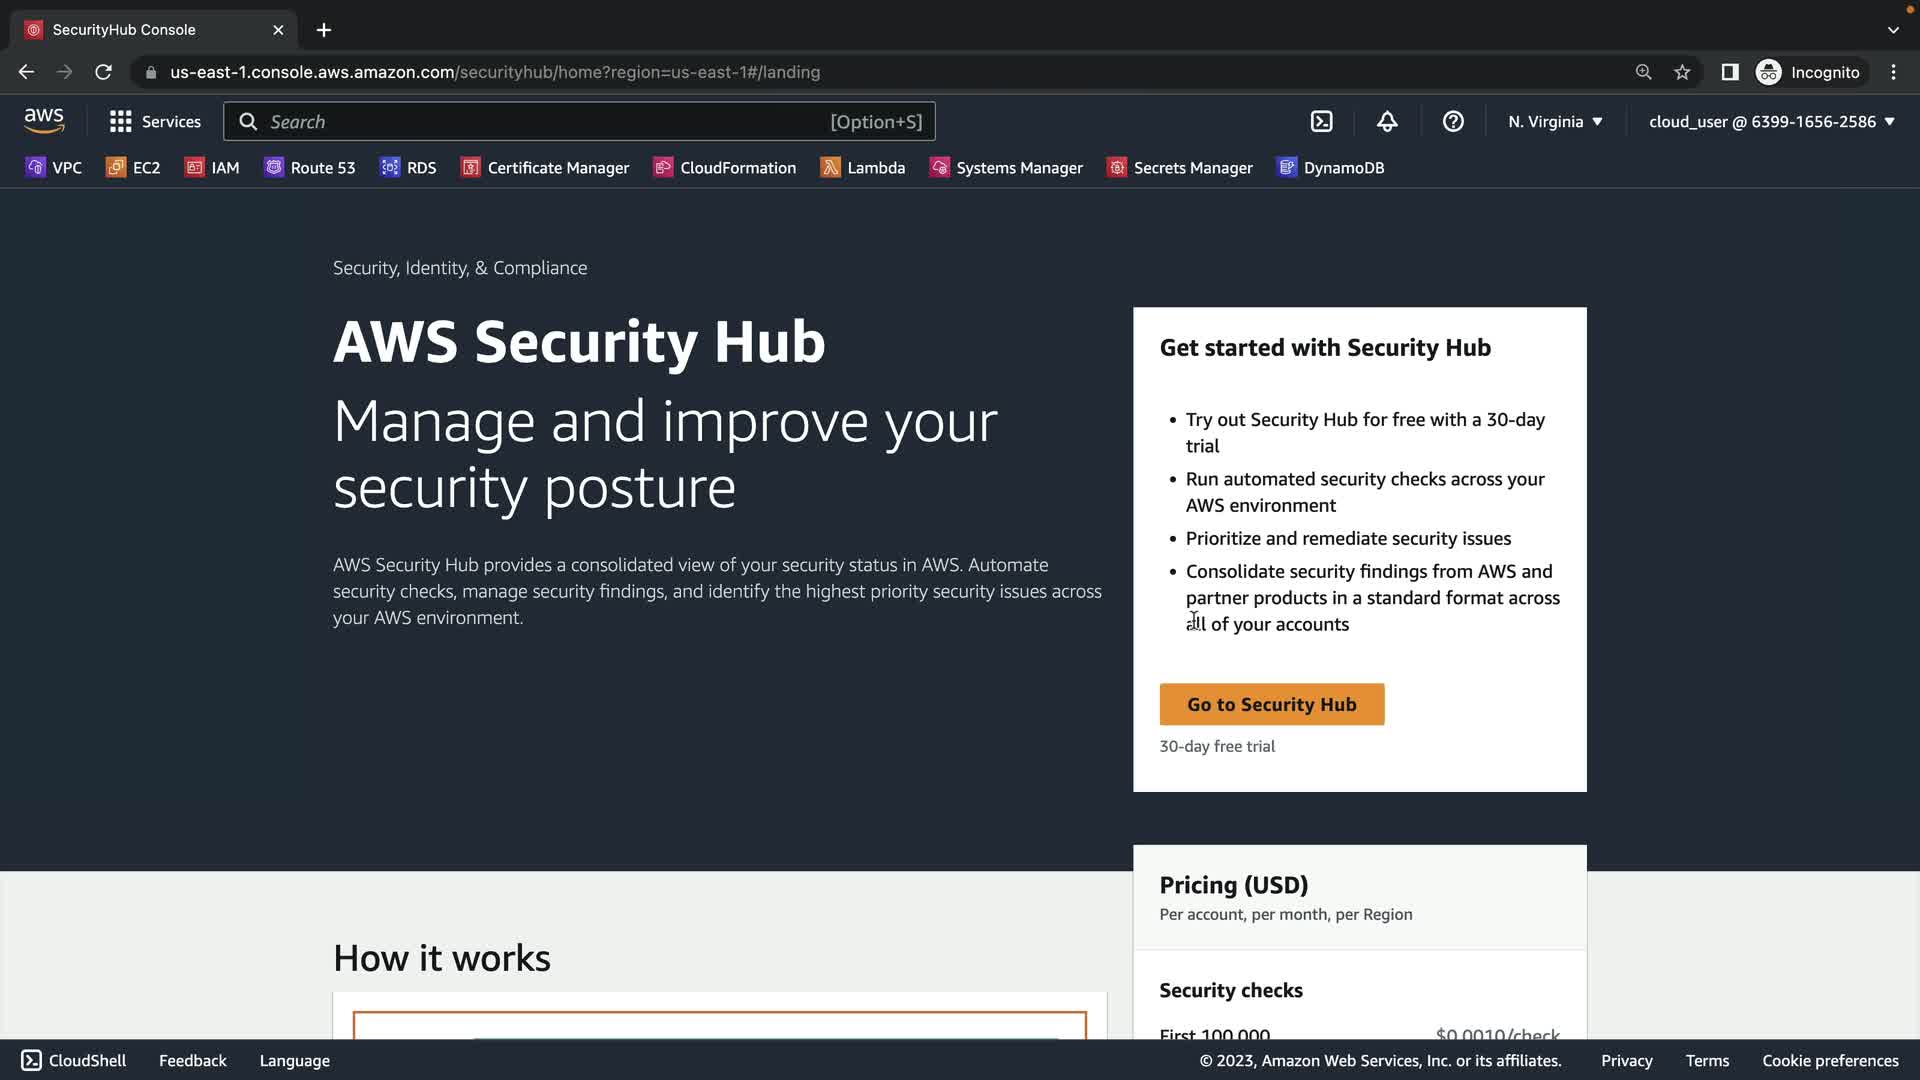 SecurityHub Console
us-east-1.console.aws.amazon.com/securityhub/home?region=us-east-1#/landing
Incognito
aws
Services
Search
[Option+S]
N. Virginia
cloud_user @ 6399-1656-2586
VPC
EC2
IAM
Route 53
RDS
Certificate Manager
CloudFormation
Lambda
Systems Manager
Secrets Manager
DynamoDB
Security, Identity, & Compliance
AWS Security Hub
Manage and improve your
security posture
AWS Security Hub provides a consolidated view of your security status in AWS. Automate
security checks, manage security findings, and identify the highest priority security issues across
your AWS environment.
Get started with Security Hub
• Try out Security Hub for free with a 30-day
trial
• Run automated security checks across your
AWS environment
• Prioritize and remediate security issues
• Consolidate security findings from AWS and
partner products in a standard format across
all of your accounts
Go to Security Hub
30-day free trial
Pricing (USD)
Per account, per month, per Region
How it works
Security checks
First 100,000
$0.0010/check
CloudShell
Feedback
Language
© 2023, Amazon Web Services, Inc. or its affiliates.
Privacy
Terms
Cookie preferences